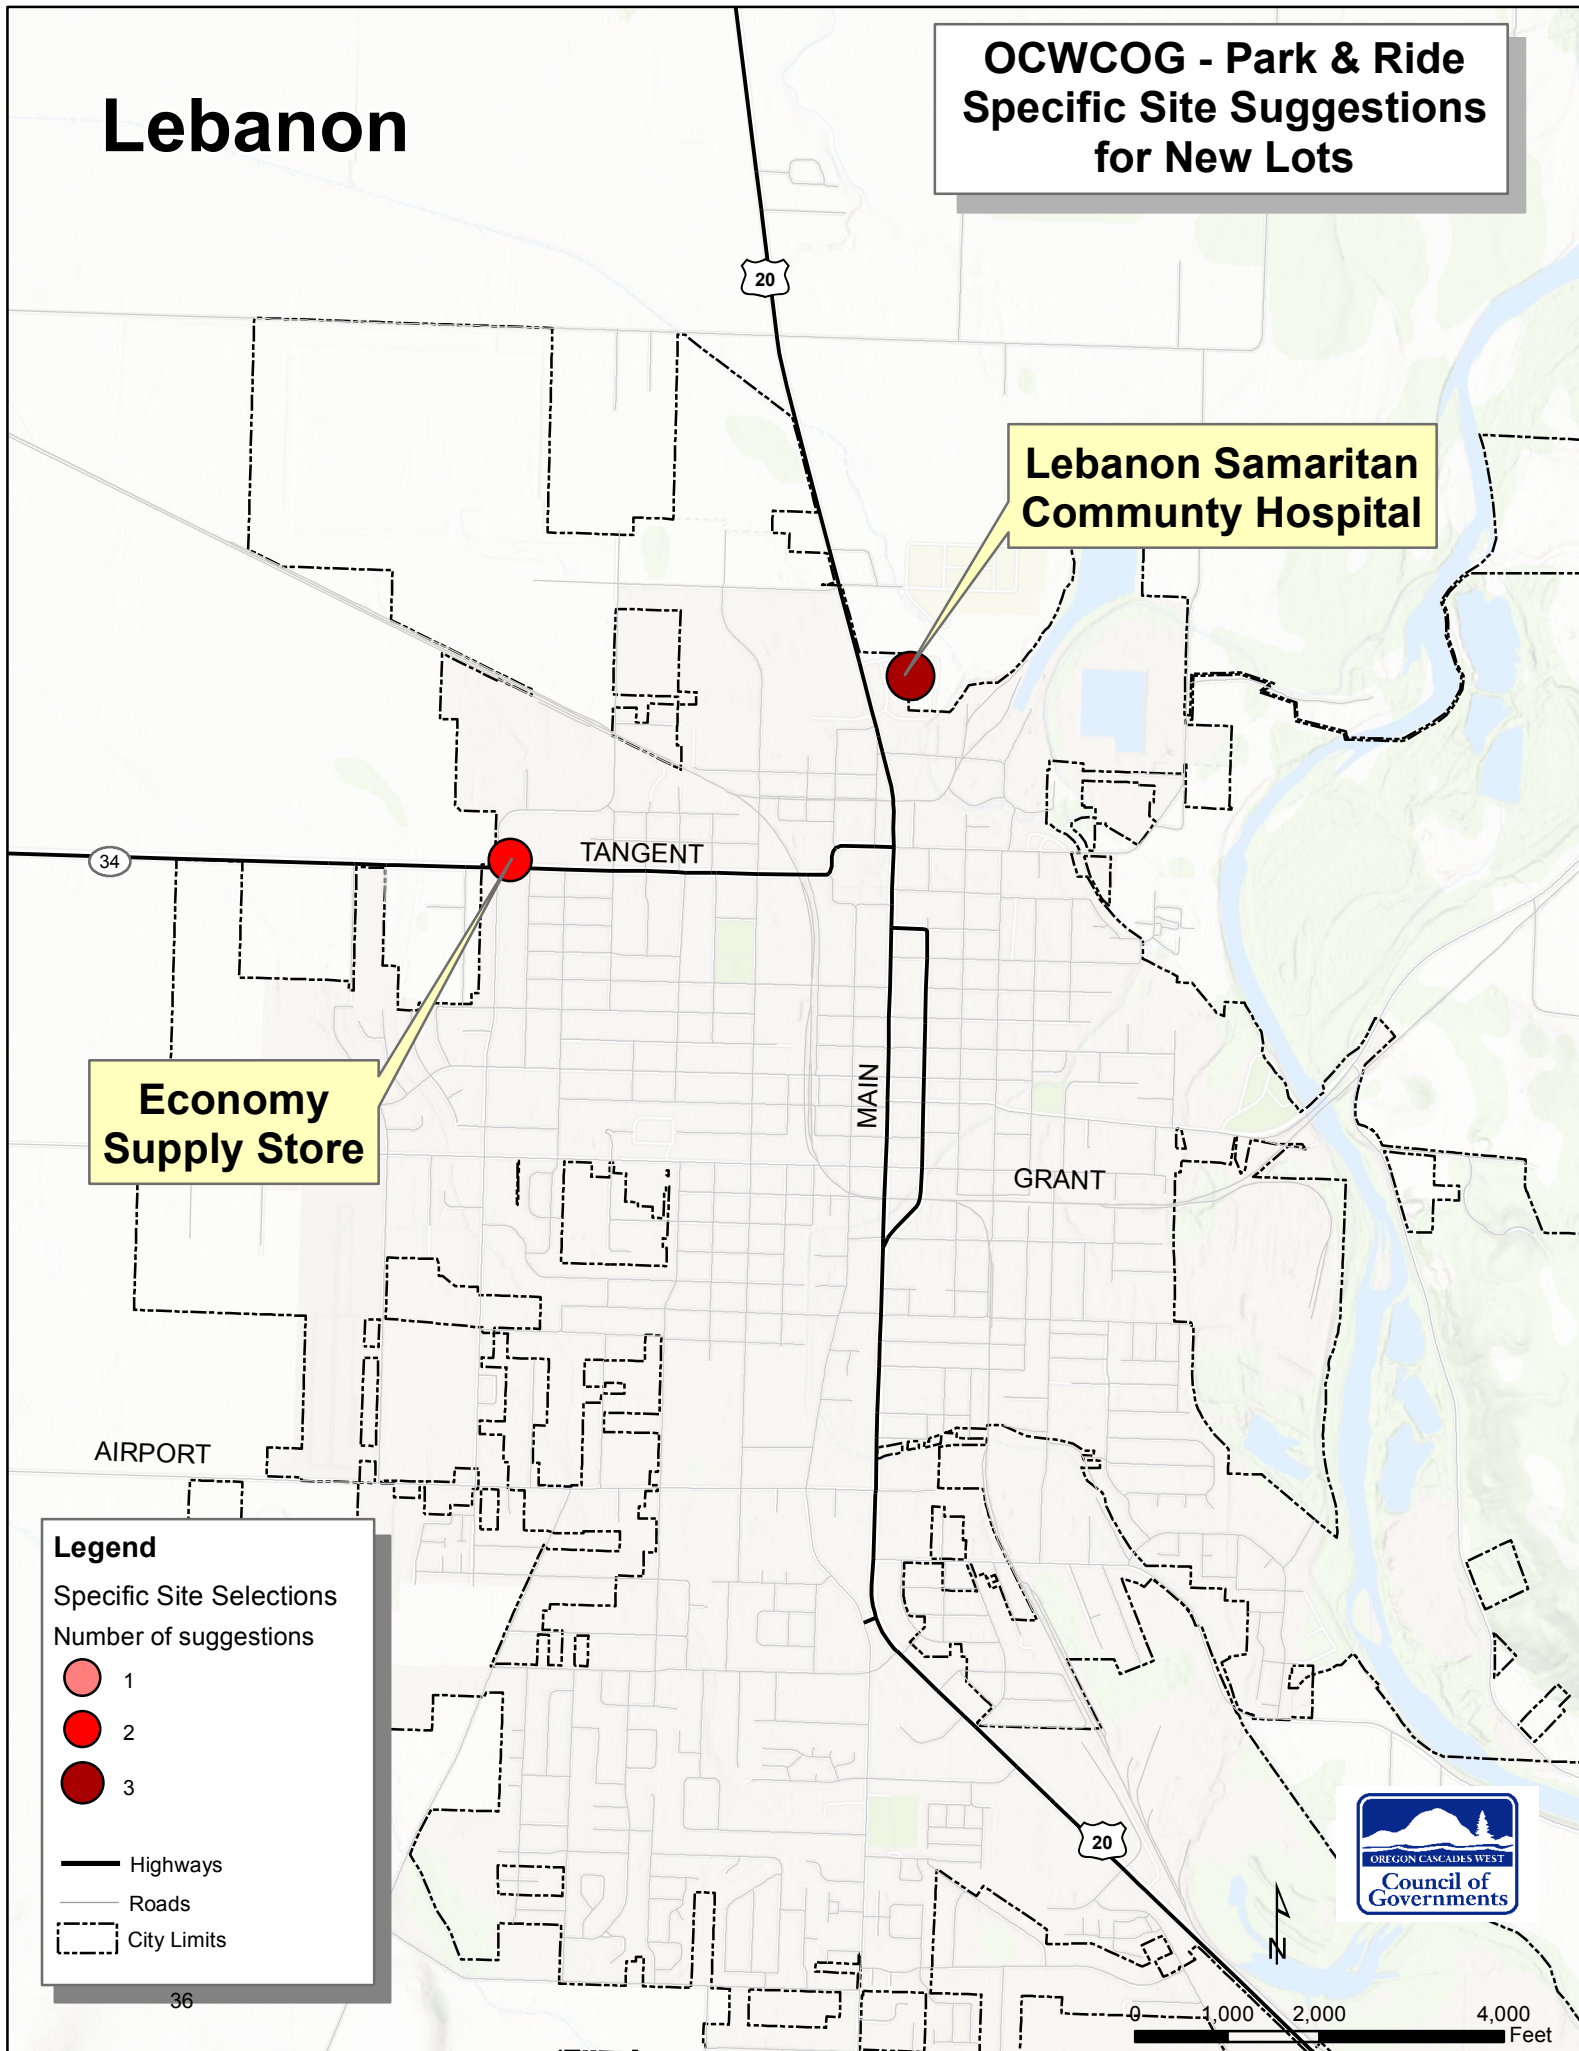 Lebanon
OCWCOG - Park & Ride
Specific Site Suggestions
for New Lots
20
Lebanon Samaritan
Communty Hospital
34
TANGENT
Economy
Supply Store
MAIN
GRANT
AIRPORT
Legend
Specific Site Selections
Number of suggestions
1
2
3
Highways
Roads
City Limits
36
20
OREGON CASCADES WEST
Council of
Governments
N
0 1,000 2,000 4,000
Feet